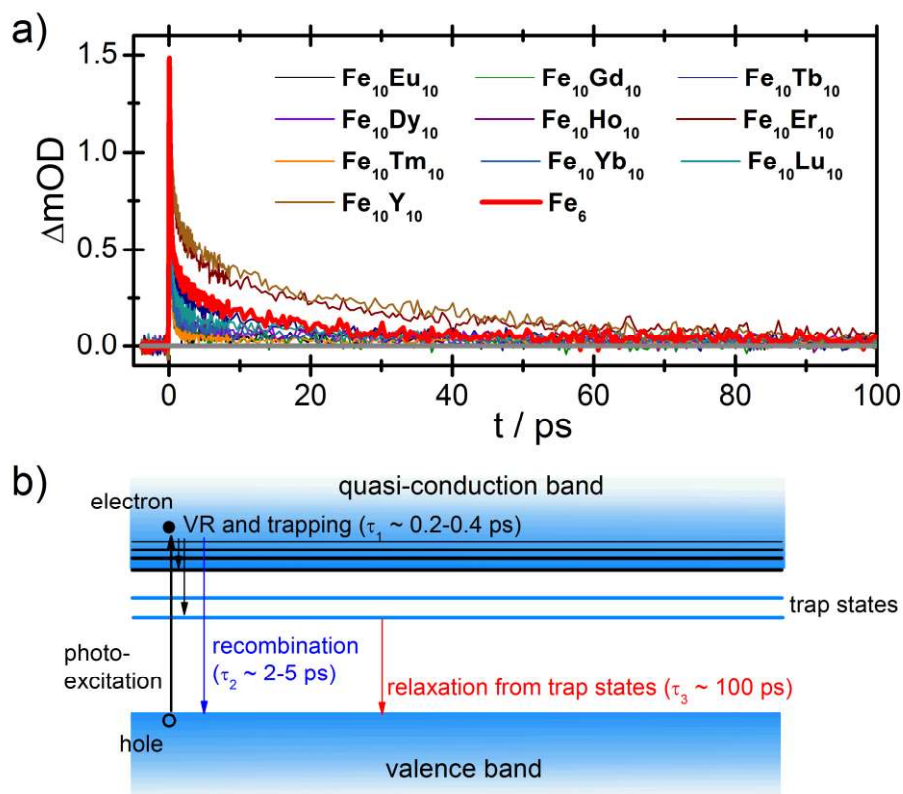 a)
1.5
1.0
0.5
0.0
ΔmOD
Fe₁₀Eu₁₀ Fe₁₀Gd₁₀ Fe₁₀Tb₁₀
Fe₁₀Dy₁₀ Fe₁₀Ho₁₀ Fe₁₀Er₁₀
Fe₁₀Tm₁₀ Fe₁₀Yb₁₀ Fe₁₀Lu₁₀
Fe₁₀Y₁₀ Fe₆
0 20 40 60 80 100
t / ps
b)
quasi-conduction band
electron
VR and trapping (τ₁ ~ 0.2-0.4 ps)
trap states
photo-
excitation
recombination
(τ₂ ~ 2-5 ps)
relaxation from trap states (τ₃ ~ 100 ps)
hole
valence band